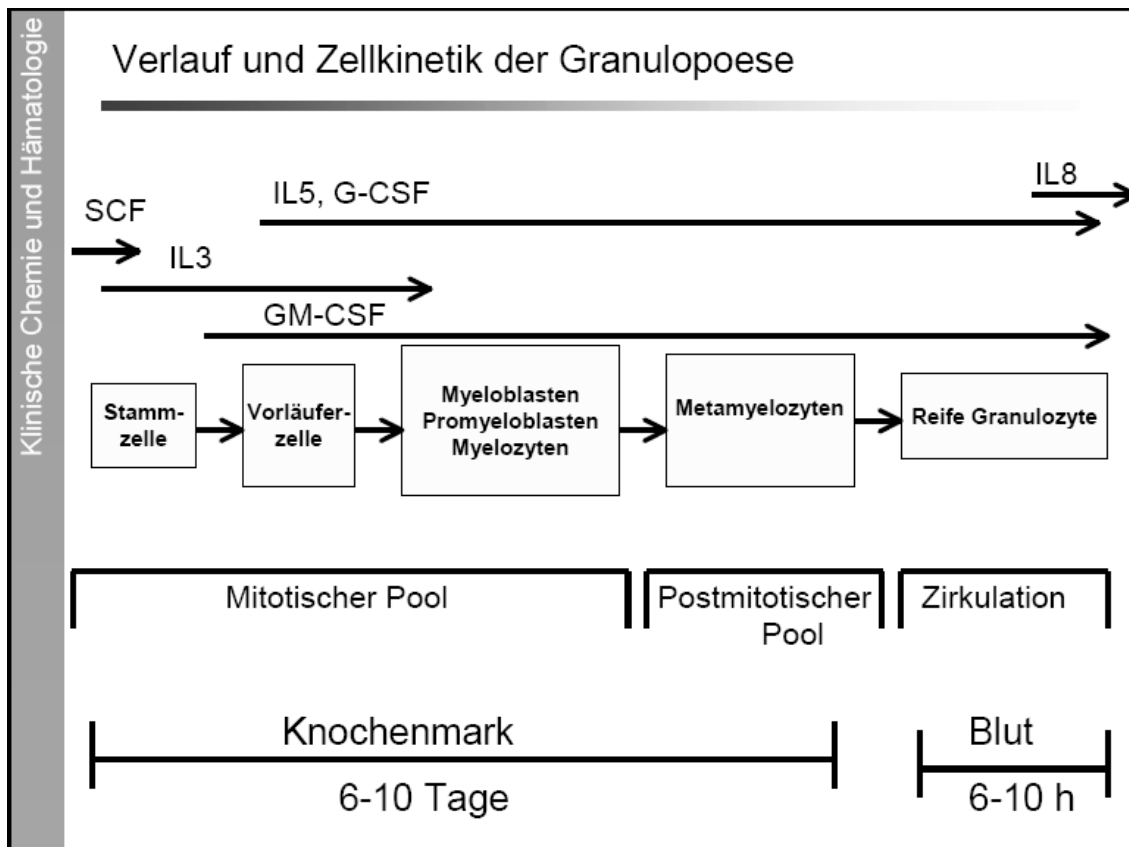 Klinische Chemie und Hämatologie
Verlauf und Zellkinetik der Granulopoese
IL8
IL5, G-CSF
SCF
IL3
GM-CSF
Stamm-
zelle
Vorläufer-
zelle
Myeloblasten
Promyeloblasten
Myelozyten
Metamyelozyten
Reife Granulozyte
Mitotischer Pool
Postmitotischer
Pool
Zirkulation
Knochenmark
6-10 Tage
Blut
6-10 h